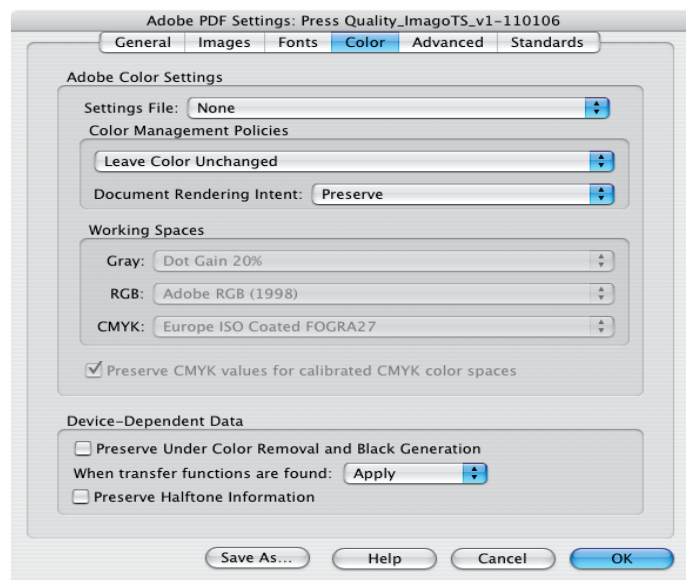 Adobe PDF Settings: Press Quality_ImagoTS_v1-110106
General Images Fonts Color Advanced Standards
Adobe Color Settings
Settings File: None
Color Management Policies
Leave Color Unchanged
Document Rendering Intent: Preserve
Working Spaces
Gray: Dot Gain 20%
RGB: Adobe RGB (1998)
CMYK: Europe ISO Coated FOGRA27
Preserve CMYK values for calibrated CMYK color spaces
Device-Dependent Data
Preserve Under Color Removal and Black Generation
When transfer functions are found: Apply
Preserve Halftone Information
Save As... Help Cancel OK